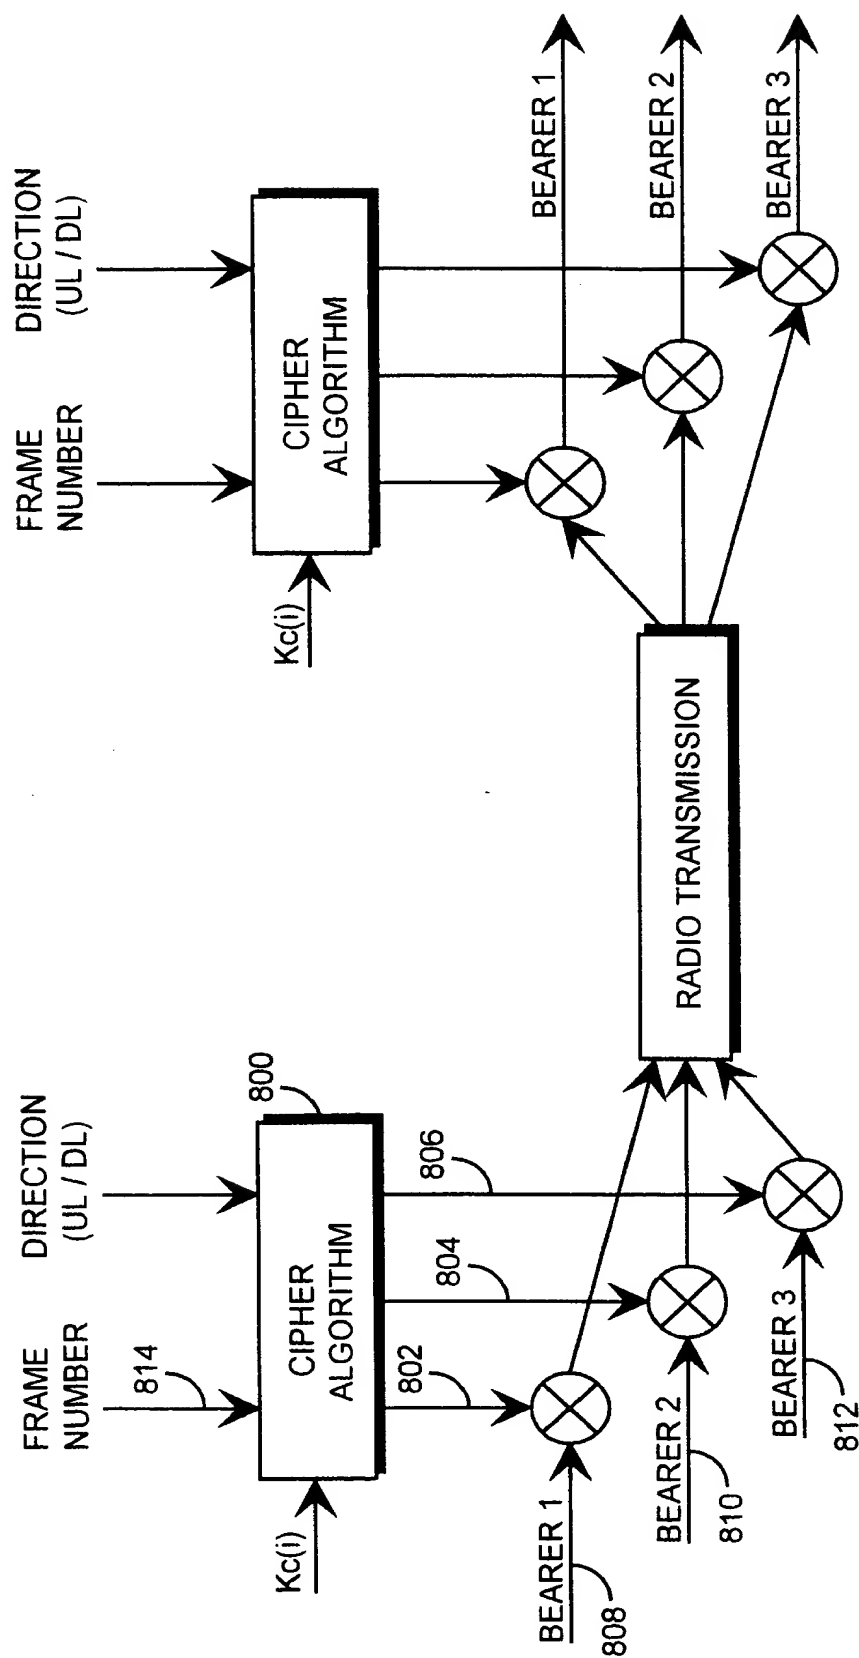 FRAME
NUMBER
814
DIRECTION
(UL / DL)
Kc(i)
CIPHER
ALGORITHM
800
802
804
806
BEARER 1
808
BEARER 2
810
BEARER 3
812
RADIO TRANSMISSION
FRAME
NUMBER
DIRECTION
(UL / DL)
Kc(i)
CIPHER
ALGORITHM
BEARER 1
BEARER 2
BEARER 3